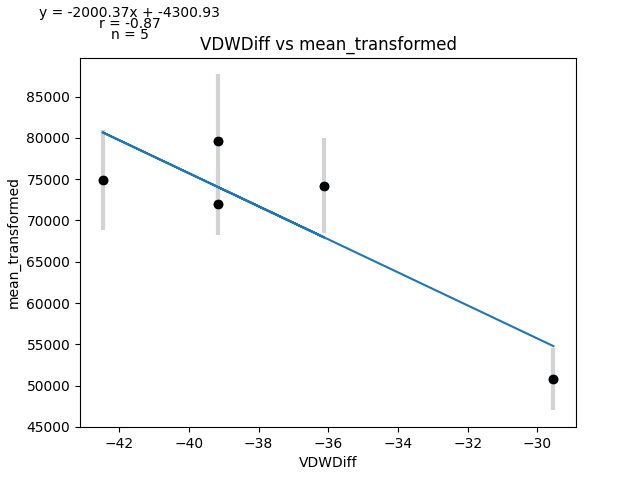 y = -2000.37x + -4300.93
r = -0.87
n = 5
VDWDiff vs mean_transformed
mean_transformed
85000
80000
75000
70000
65000
60000
55000
50000
45000
−42 −40 −38 −36 −34 −32 −30
VDWDiff